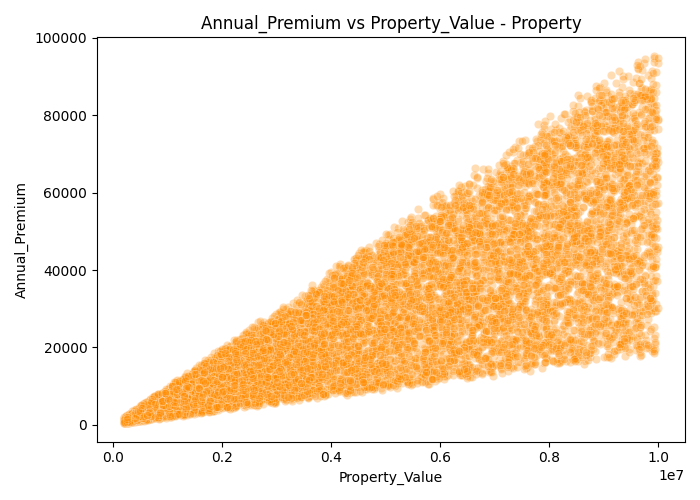 Annual_Premium vs Property_Value - Property
100000
80000
60000
40000
20000
0
Annual_Premium
0.0 0.2 0.4 0.6 0.8 1.0
1e7
Property_Value